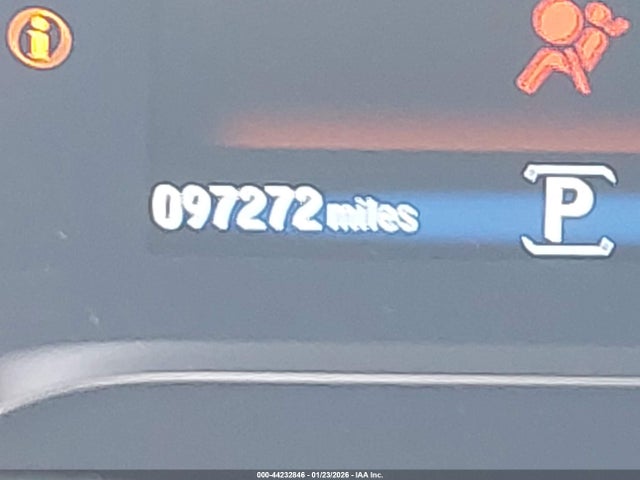 i
097272 miles
P
000-44232846 - 01/23/2026 - IAA Inc.